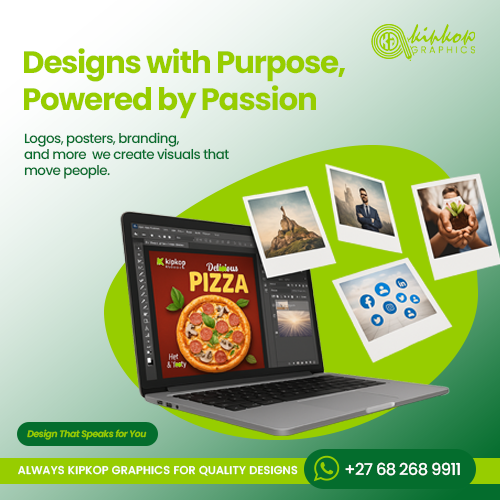 kipkop
GRAPHICS
Designs with Purpose,
Powered by Passion
Logos, posters, branding,
and more we create visuals that
move people.
kipkop
Delicious
PIZZA
Hot
& Tasty
Design That Speaks for You
ALWAYS KIPKOP GRAPHICS FOR QUALITY DESIGNS
+27 68 268 9911